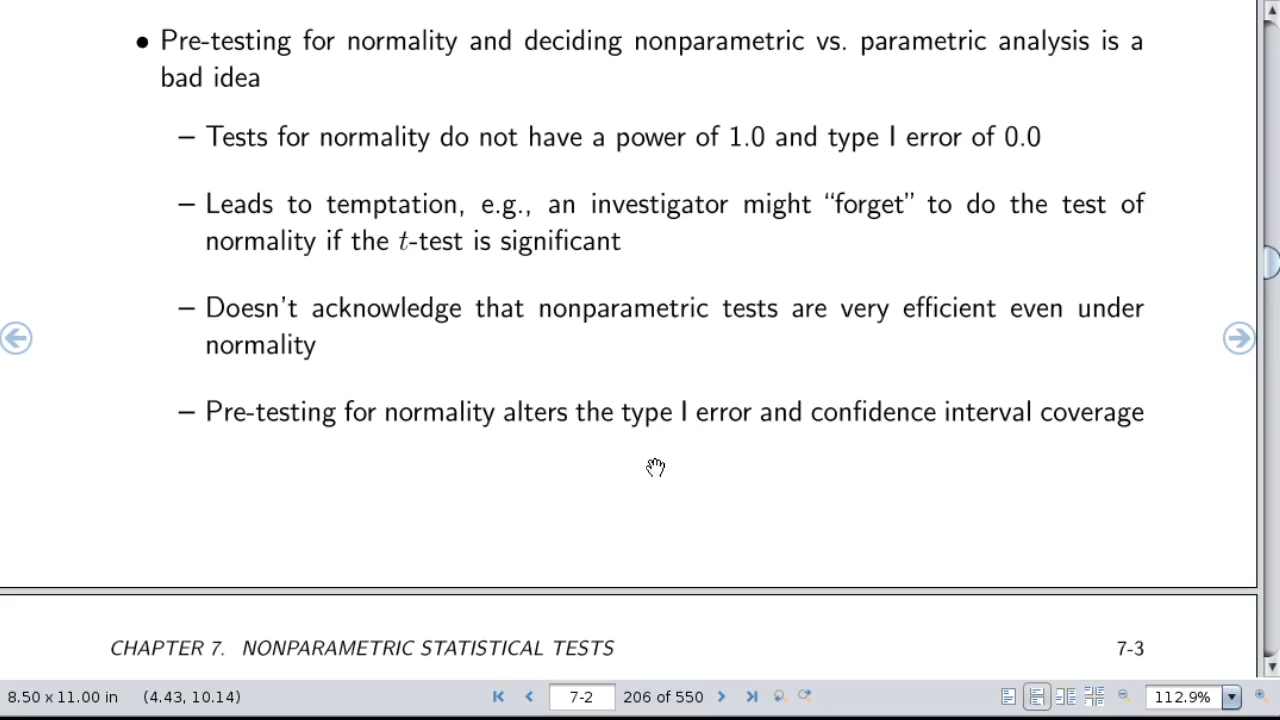 • Pre-testing for normality and deciding nonparametric vs. parametric analysis is a
bad idea
– Tests for normality do not have a power of 1.0 and type I error of 0.0
– Leads to temptation, e.g., an investigator might “forget” to do the test of
normality if the t-test is significant
– Doesn't acknowledge that nonparametric tests are very efficient even under
normality
– Pre-testing for normality alters the type I error and confidence interval coverage
CHAPTER 7. NONPARAMETRIC STATISTICAL TESTS 7-3
8.50 x 11.00 in (4.43, 10.14) 7-2 206 of 550 112.9%